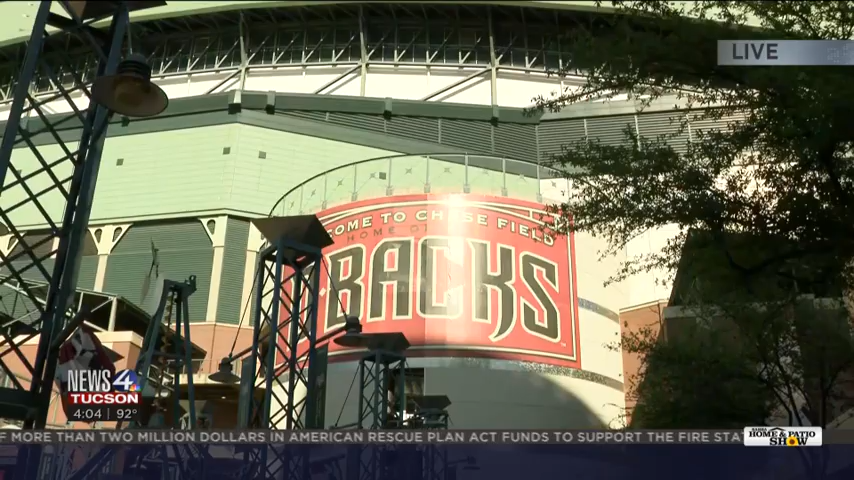 LIVE
COME TO CHASE FIELD
HOME OF
BACKS
NEWS 4
TUCSON
4:04 | 92°
F MORE THAN TWO MILLION DOLLARS IN AMERICAN RESCUE PLAN ACT FUNDS TO SUPPORT THE FIRE STA
HOME & PATIO
SHOW